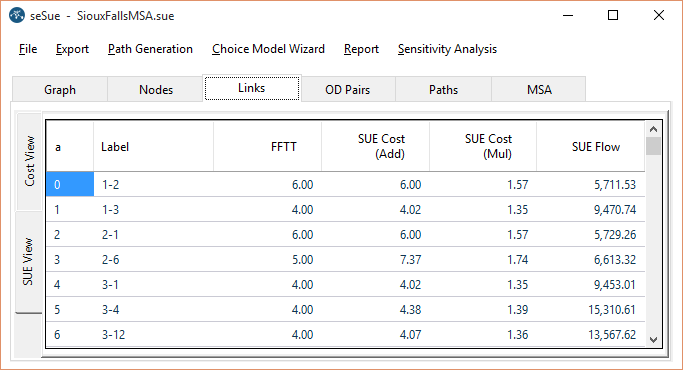 seSue - SiouxFallsMSA.sue
File Export Path Generation Choice Model Wizard Report Sensitivity Analysis
Graph Nodes Links OD Pairs Paths MSA
Cost View
SUE View
a Label FFTT SUE Cost (Add) SUE Cost (Mul) SUE Flow
0 1-2 6.00 6.00 1.57 5,711.53
1 1-3 4.00 4.02 1.35 9,470.74
2 2-1 6.00 6.00 1.57 5,729.26
3 2-6 5.00 7.37 1.74 6,613.32
4 3-1 4.00 4.02 1.35 9,453.01
5 3-4 4.00 4.38 1.39 15,310.61
6 3-12 4.00 4.07 1.36 13,567.62